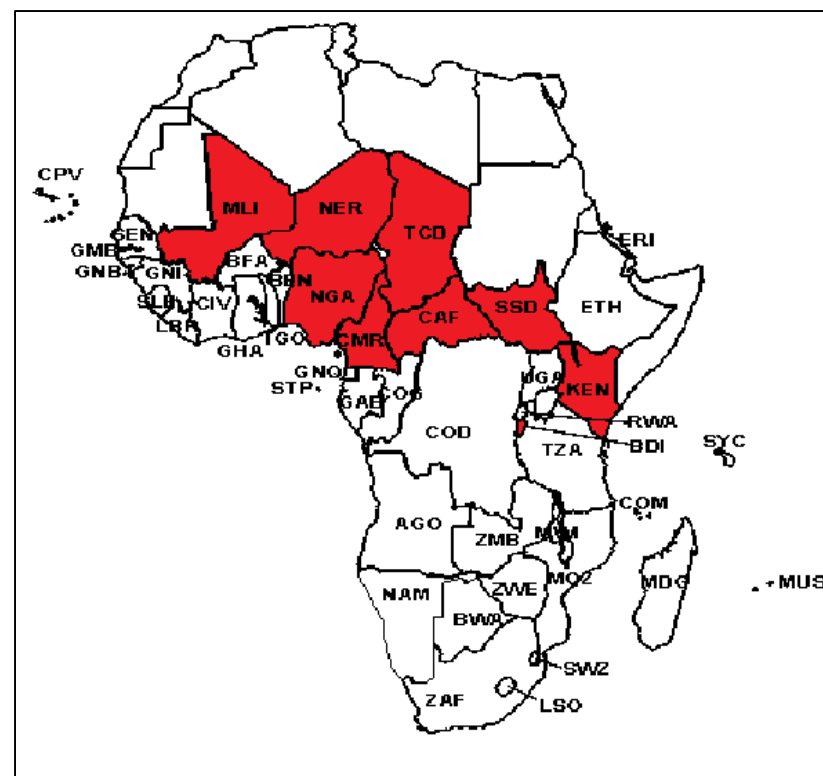 CPV
MLI
NER
TCD
SEN
ERI
GMB
BFA
GNB
GNI
BEN
NGA
SSD
ETH
SLE
CIV
CAF
LBR
TGO
CMR
GHA
GNQ
UGA
KEN
STP
GAB
COG
RWA
COD
BDI
SYC
TZA
COM
AGO
ZMB
MOZ
MDG
MUS
NAM
ZWE
BWA
SWZ
ZAF
LSO